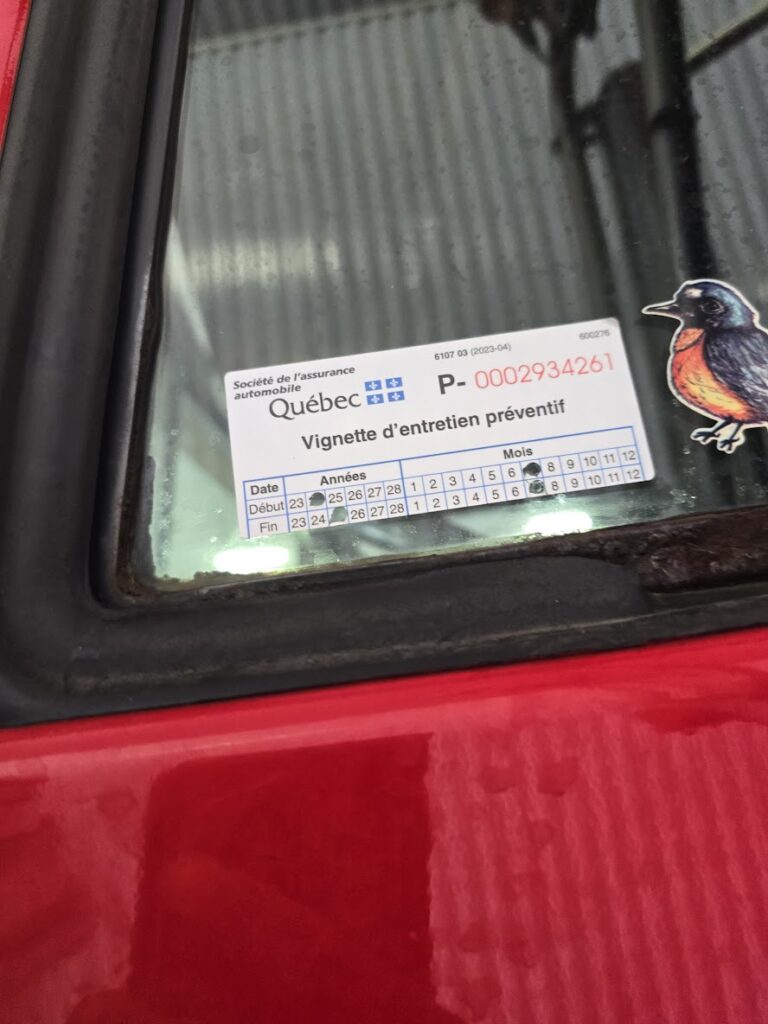 6107 03 (2023-04)
600276
Société de l'assurance
automobile
Québec
P- 0002934261
Vignette d'entretien préventif
Date Années Mois
Début 23 25 26 27 28 1 2 3 4 5 6 8 9 10 11 12
Fin 23 24 26 27 28 1 2 3 4 5 6 8 9 10 11 12